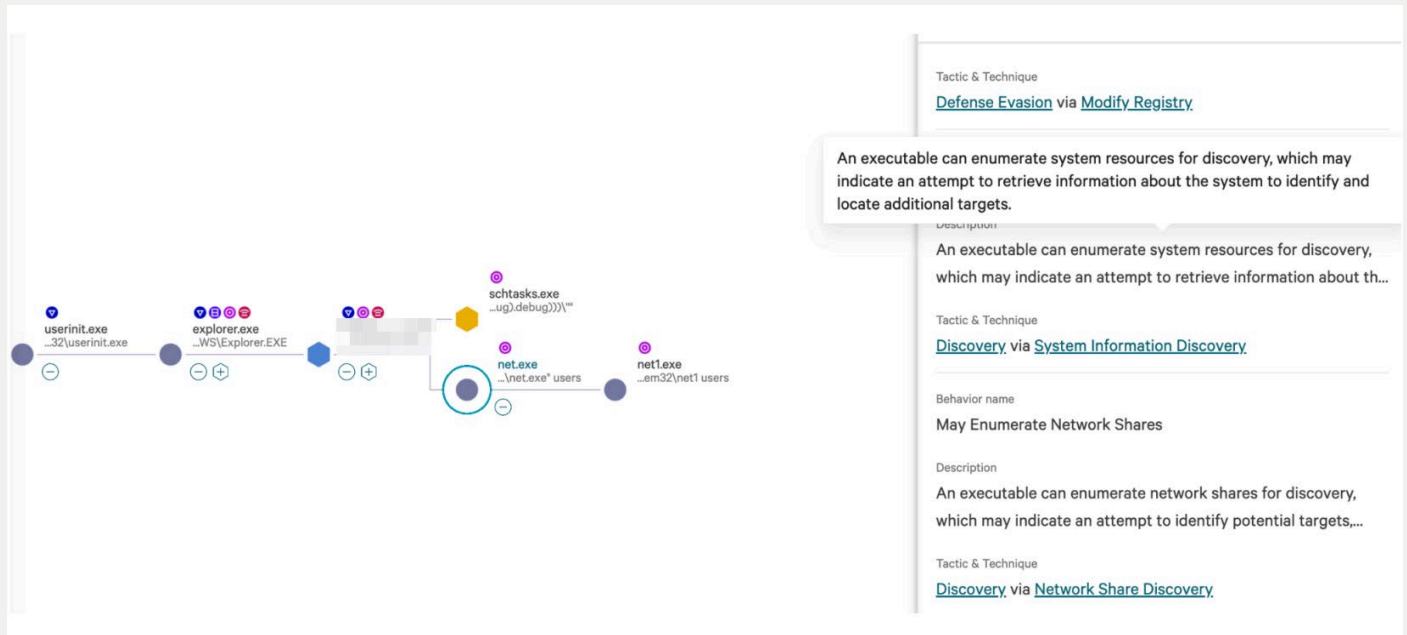 userinit.exe
...32\userinit.exe
explorer.exe
...WS\Explorer.EXE
schtasks.exe
...ug).debug)))\""
net.exe
...\net.exe" users
net1.exe
...em32\net1 users
Tactic & Technique
Defense Evasion via Modify Registry
An executable can enumerate system resources for discovery, which may
indicate an attempt to retrieve information about the system to identify and
locate additional targets.
Description
An executable can enumerate system resources for discovery,
which may indicate an attempt to retrieve information about th...
Tactic & Technique
Discovery via System Information Discovery
Behavior name
May Enumerate Network Shares
Description
An executable can enumerate network shares for discovery,
which may indicate an attempt to identify potential targets,...
Tactic & Technique
Discovery via Network Share Discovery